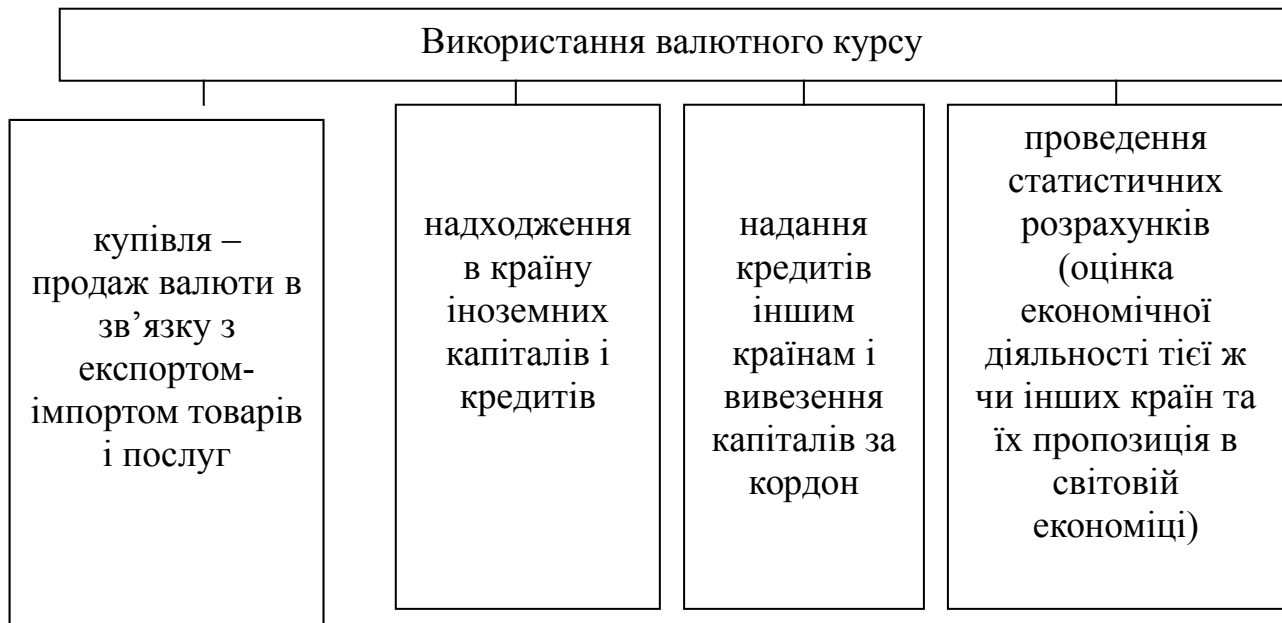 Використання валютного курсу
купівля –
продаж валюти в
зв’язку з
експортом-
імпортом товарів
і послуг
надходження
в країну
іноземних
капіталів і
кредитів
надання
кредитів
іншим
країнам і
вивезення
капіталів за
кордон
проведення
статистичних
розрахунків
(оцінка
економічної
діяльності тієї ж
чи інших країн та
їх пропозиція в
світовій
економіці)